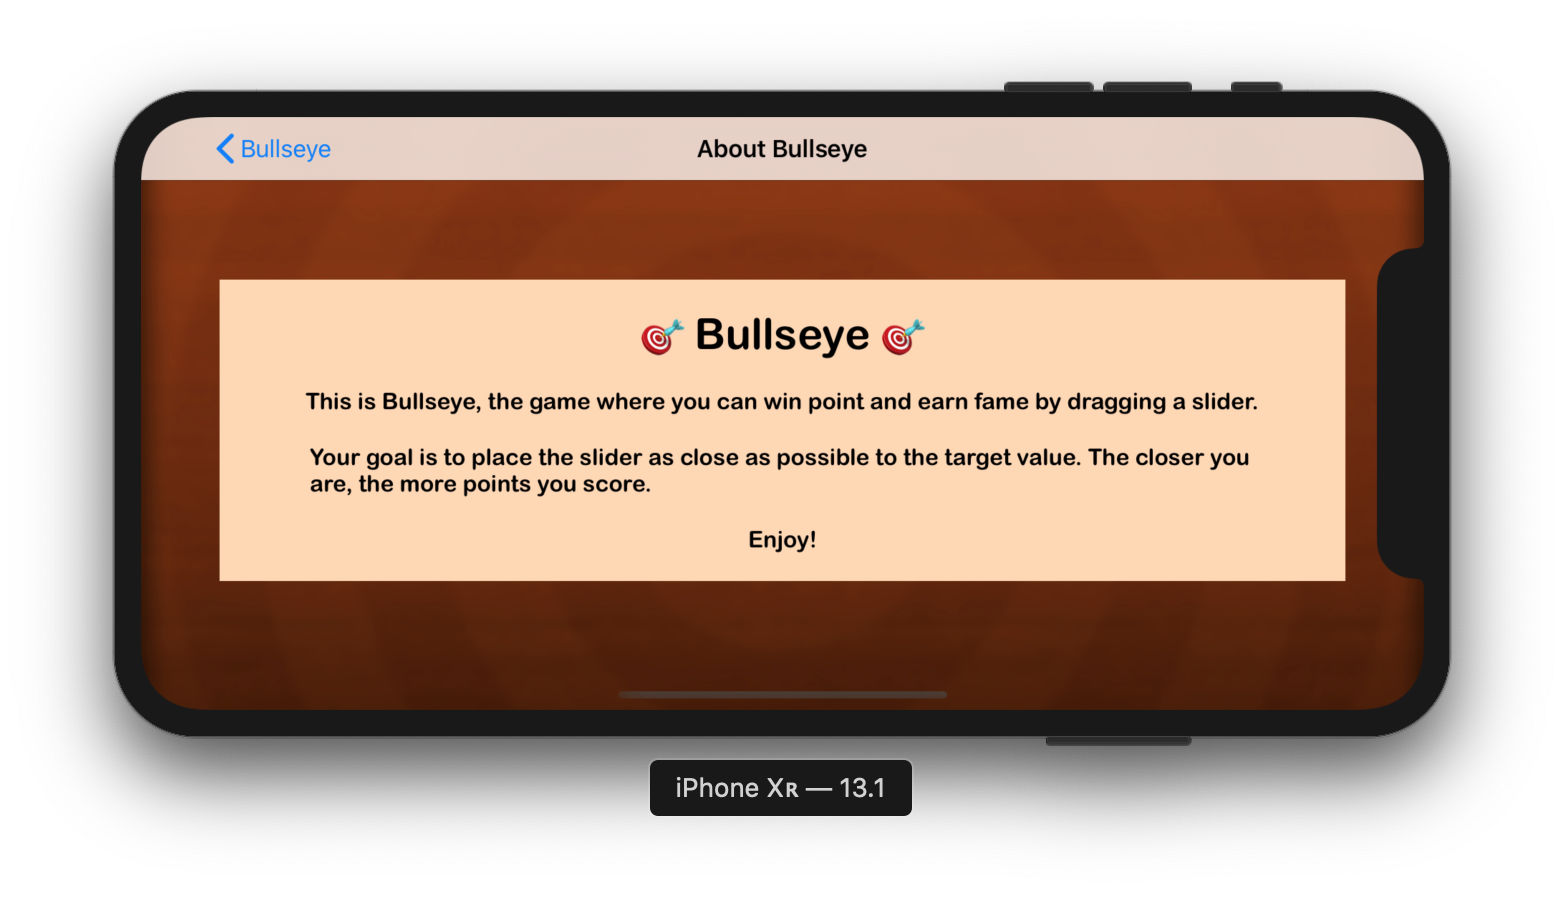 Bullseye
About Bullseye
🎯 Bullseye 🎯
This is Bullseye, the game where you can win point and earn fame by dragging a slider.
Your goal is to place the slider as close as possible to the target value. The closer you
are, the more points you score.
Enjoy!
iPhone Xʀ — 13.1